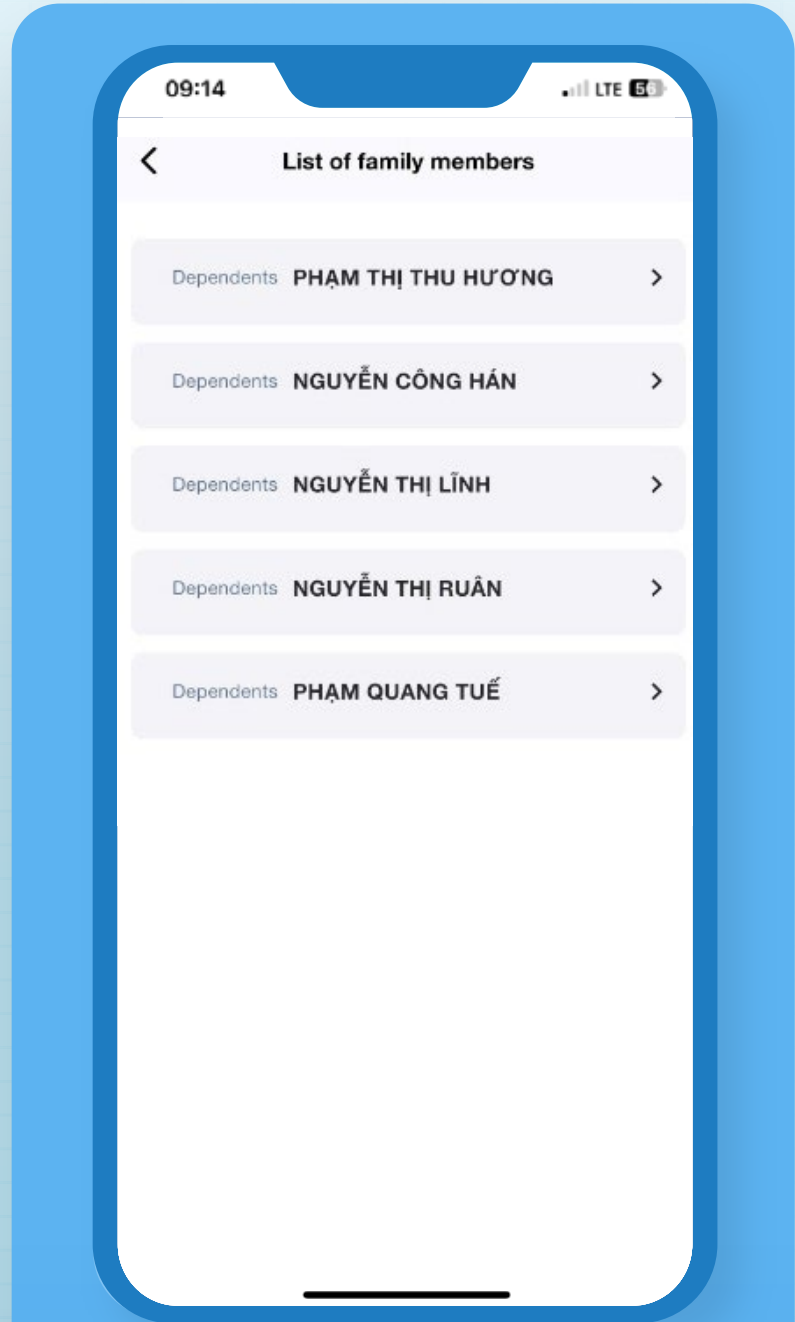 09:14 LTE 56
List of family members
Dependents PHẠM THỊ THU HƯƠNG
Dependents NGUYỄN CÔNG HÁN
Dependents NGUYỄN THỊ LĨNH
Dependents NGUYỄN THỊ RUÂN
Dependents PHẠM QUANG TUẾ